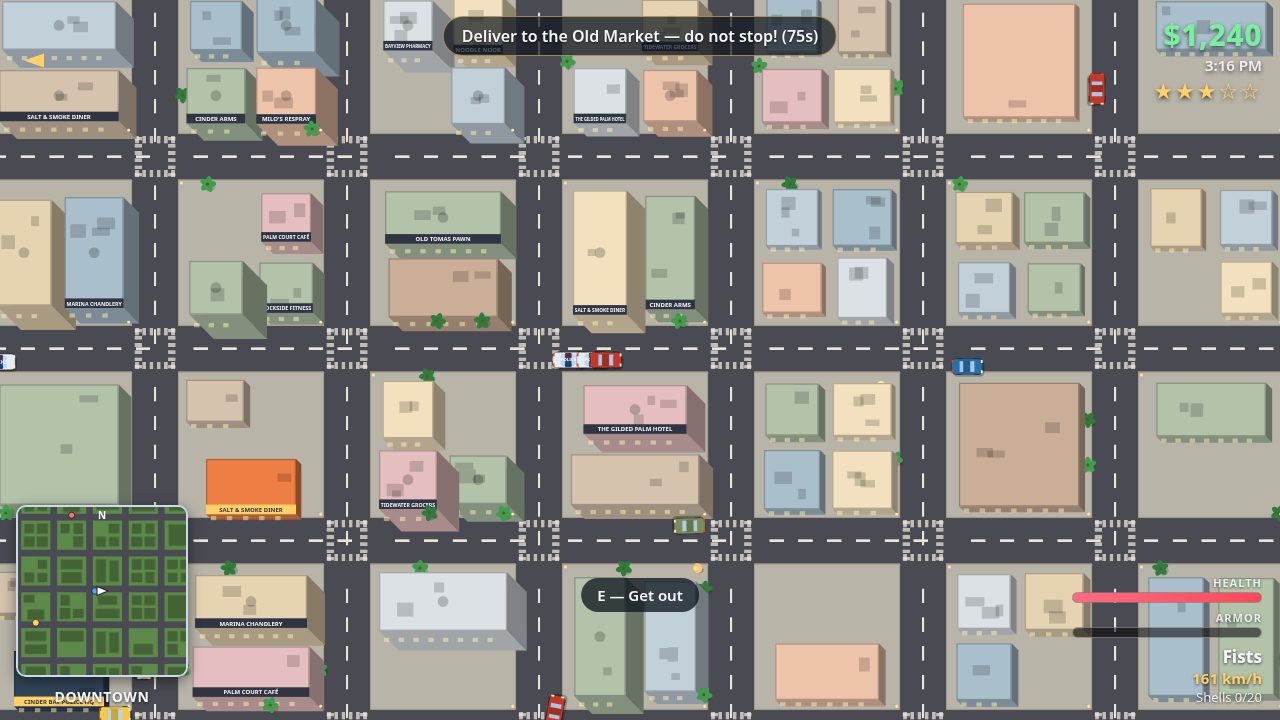 Deliver to the Old Market — do not stop! (75s)
$1,240
3:16 PM
BAYVIEW PHARMACY
NOODLE NOOK
TIDEWATER GROCERS
SALT & SMOKE DINER
CINDER ARMS
MILO'S RESPRAY
THE GILDED PALM HOTEL
PALM COURT CAFÉ
OLD TOMAS PAWN
MARINA CHANDLERY
SALT & SMOKE DINER
CINDER ARMS
THE GILDED PALM HOTEL
TIDEWATER GROCERS
SALT & SMOKE DINER
N
E — Get out
HEALTH
ARMOR
MARINA CHANDLERY
Fists
161 km/h
Shells 0/20
PALM COURT CAFÉ
DOWNTOWN